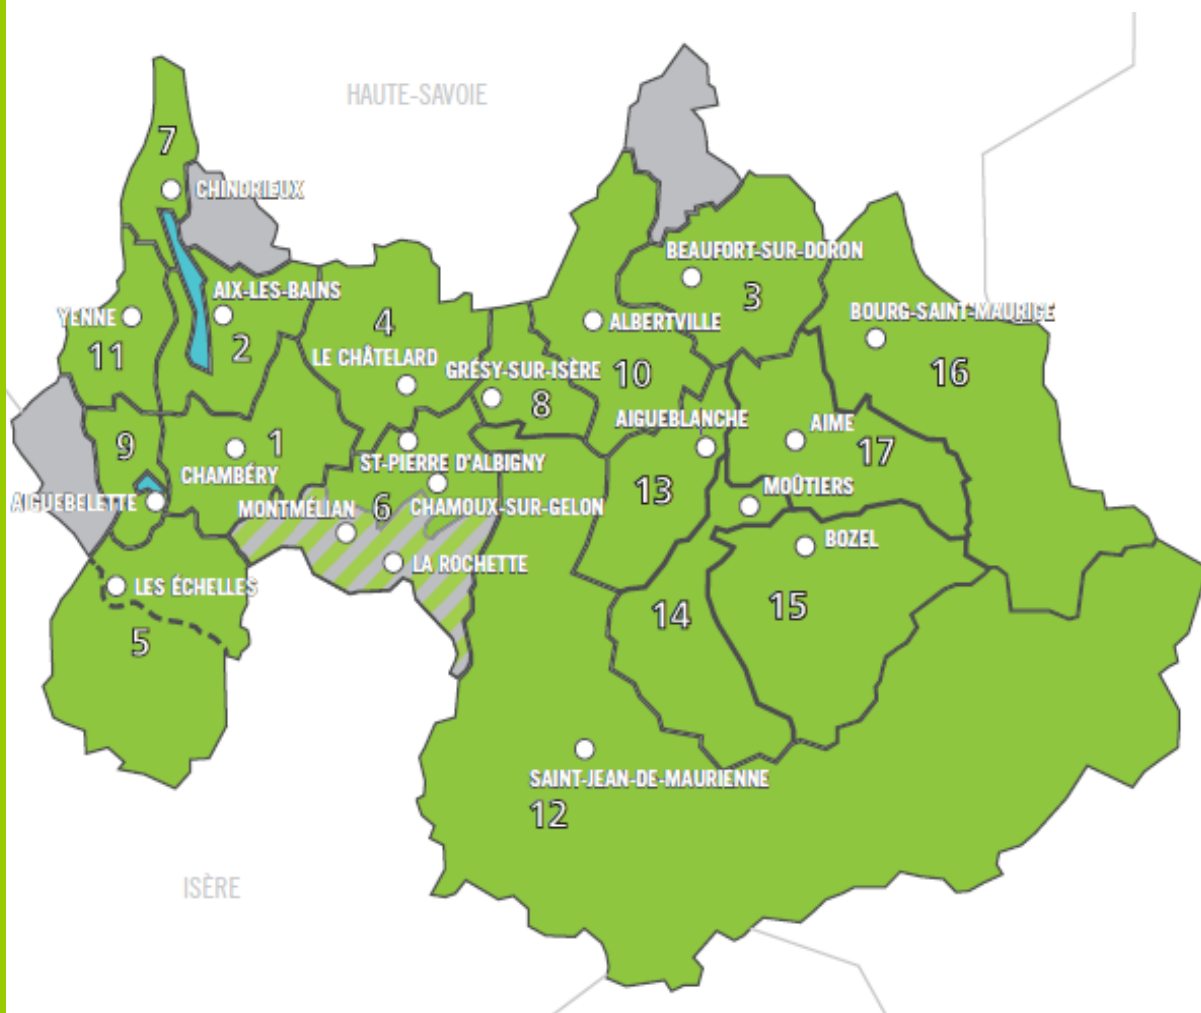 HAUTE-SAVOIE
7
CHINDRIEUX
BEAUFORT-SUR-DORON
AIX-LES-BAINS
3
YENNE
4
ALBERTVILLE
BOURG-SAINT-MAURICE
11
2
LE CHÂTELARD
GRÉSY-SUR-ISÈRE
10
16
8
AIGUEBLANCHE
AIME
9
1
17
CHAMBÉRY
ST-PIERRE D'ALBIGNY
13
MOÛTIERS
AIGUEBELETTE
MONTMÉLIAN
6
CHAMOUX-SUR-GELON
BOZEL
LA ROCHETTE
LES ÉCHELLES
14
15
5
SAINT-JEAN-DE-MAURIENNE
12
ISÈRE